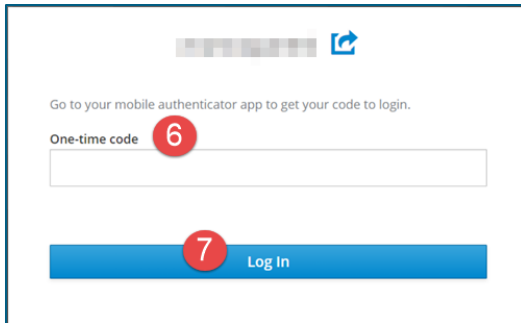 Go to your mobile authenticator app to get your code to login.
One-time code 6
7 Log In